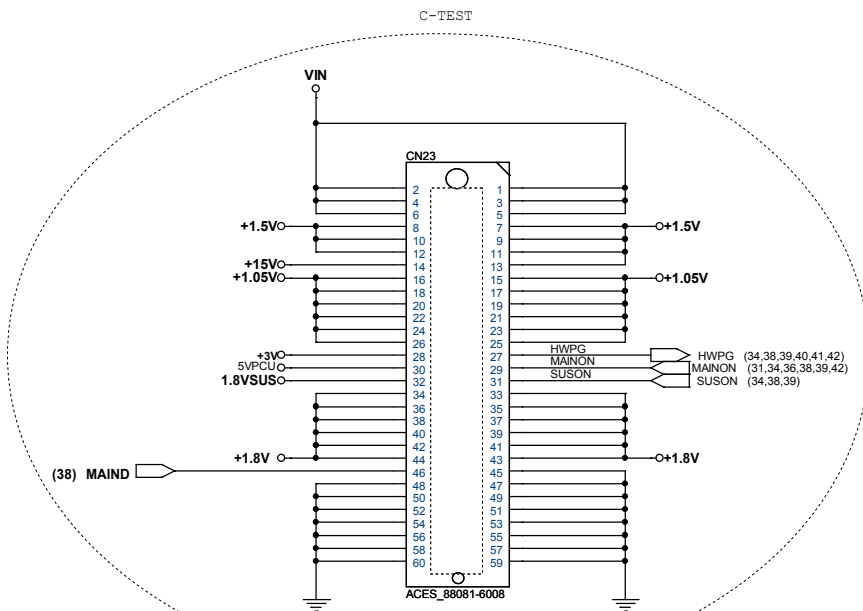 C-TEST
VIN
CN23
2 1
4 3
6 5
+1.5V 8 7 +1.5V
10 9
12 11
+15V 14 13
+1.05V 16 15 +1.05V
18 17
20 19
22 21
24 23
26 25
+3V 28 27 HWPG HWPG (34,38,39,40,41,42)
5VPCU 30 29 MAINON MAINON (31,34,36,38,39,42)
1.8VSUS 32 31 SUSON SUSON (34,38,39)
34 33
36 35
38 37
40 39
42 41
+1.8V 44 43 +1.8V
(38) MAIND 46 45
48 47
50 49
52 51
54 53
56 55
58 57
60 59
ACES_88081-6008